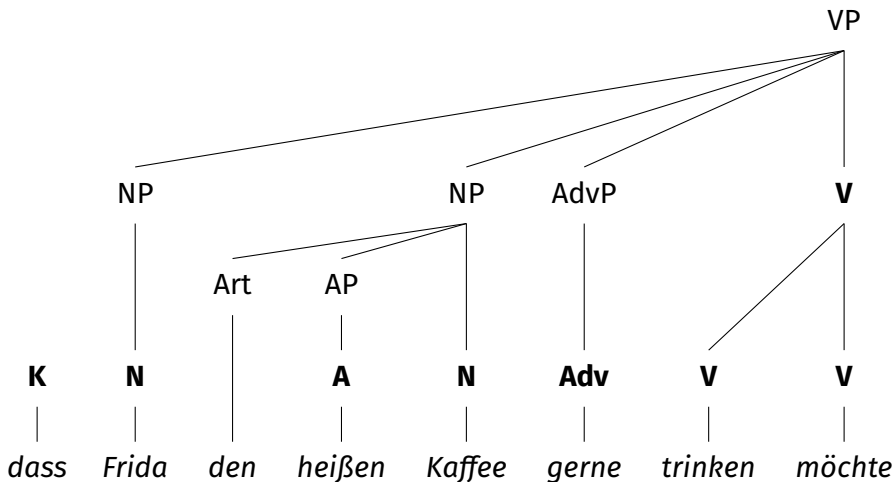 VP
NP NP AdvP V
Art AP
K N A N Adv V V
dass Frida den heißen Kaffee gerne trinken möchte